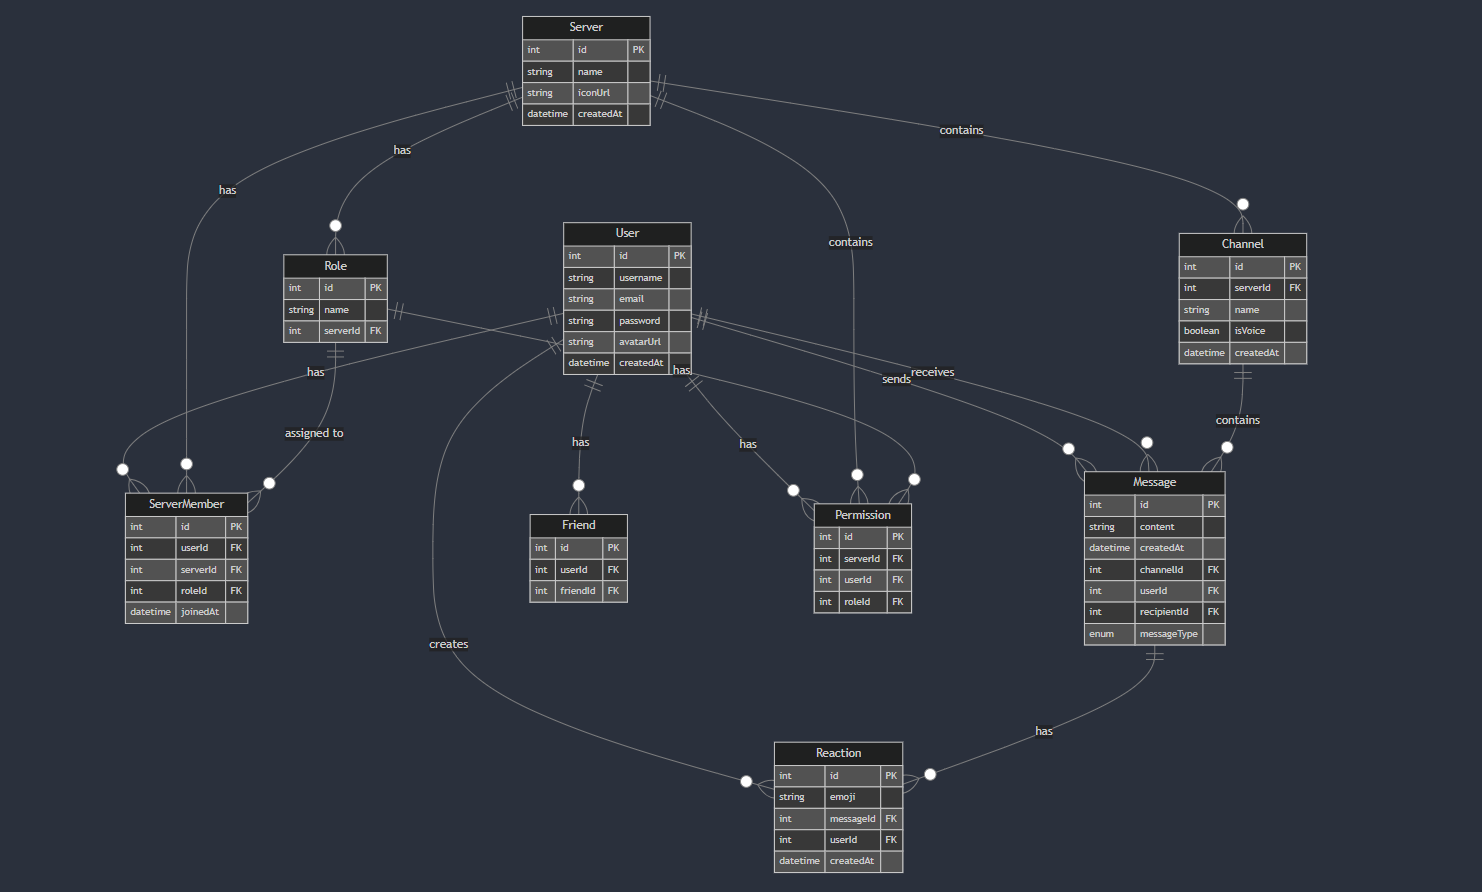 Server
int id PK
string name
string iconUrl
datetime createdAt
contains
has
has
contains
User
int id PK
string username
string email
string password
string avatarUrl
datetime createdAt
Role
int id PK
string name
int serverId FK
Channel
int id PK
int serverId FK
string name
boolean isVoice
datetime createdAt
has
has
sends
receives
contains
assigned to
has
has
ServerMember
int id PK
int userId FK
int serverId FK
int roleId FK
datetime joinedAt
Friend
int id PK
int userId FK
int friendId FK
Permission
int id PK
int serverId FK
int userId FK
int roleId FK
Message
int id PK
string content
datetime createdAt
int channelId FK
int userId FK
int recipientId FK
enum messageType
creates
has
Reaction
int id PK
string emoji
int messageId FK
int userId FK
datetime createdAt